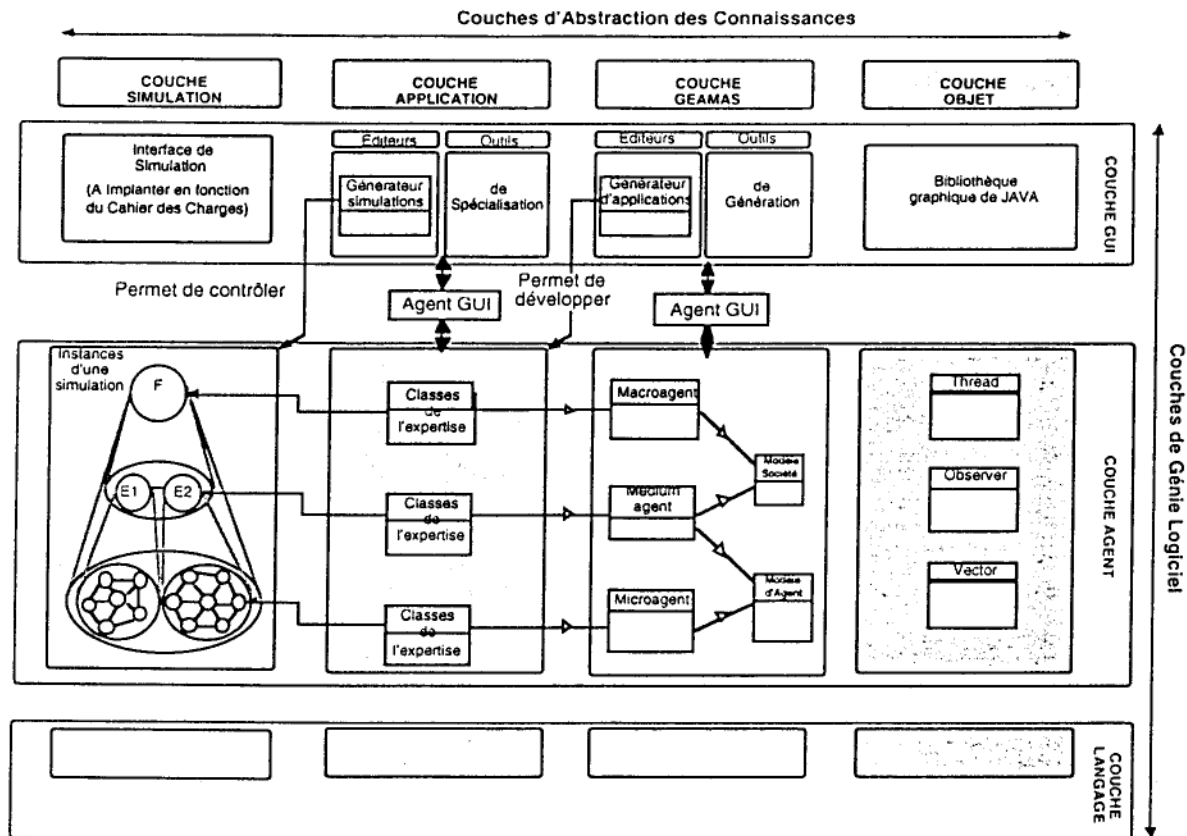 Couches d'Abstraction des Connaissances
COUCHE
SIMULATION
COUCHE
APPLICATION
COUCHE
GEAMAS
COUCHE
OBJET
Interface de
Simulation
(A Implanter en fonction
du Cahier des Charges)
Editeurs
Outils
Générateur
simulations
de
Spécialisation
Editeurs
Outils
Générateur
d'applications
de
Génération
Bibliothèque
graphique de JAVA
COUCHE GUI
Permet de contrôler
Agent GUI
Permet de
développer
Agent GUI
Instances
d'une
simulation
F
E1
E2
Classes
de
l'expertise
Classes
de
l'expertise
Classes
de
l'expertise
Macroagent
Medium
agent
Microagent
Modèle
Société
Modèle
d'Agent
Thread
Observer
Vector
COUCHE AGENT
Couches de Génie Logiciel
COUCHE
LANGAGE